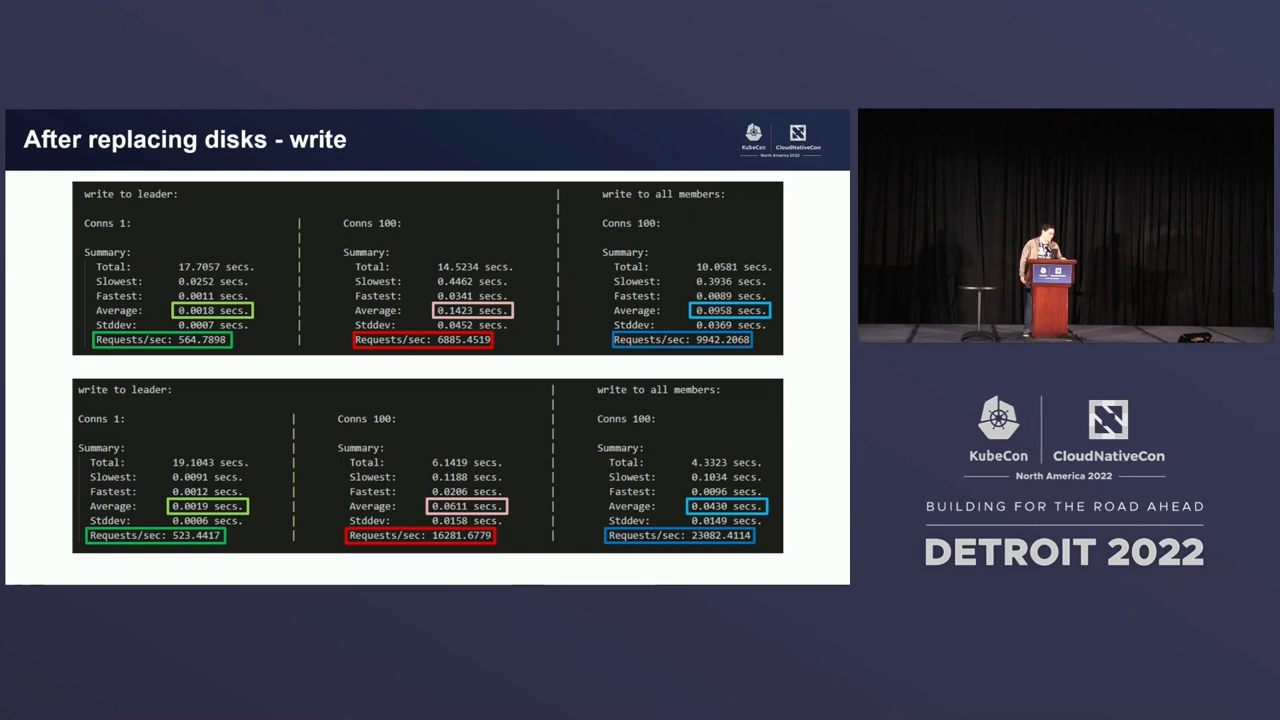 After replacing disks - write
KubeCon
CloudNativeCon
North America 2022
write to leader:
Conns 1:
Summary:
Total: 17.7057 secs.
Slowest: 0.0252 secs.
Fastest: 0.0011 secs.
Average: 0.0018 secs.
Stddev: 0.0007 secs.
Requests/sec: 564.7898
Conns 100:
Summary:
Total: 14.5234 secs.
Slowest: 0.4462 secs.
Fastest: 0.0341 secs.
Average: 0.1423 secs.
Stddev: 0.0452 secs.
Requests/sec: 6885.4519
write to all members:
Conns 100:
Summary:
Total: 10.0581 secs.
Slowest: 0.3936 secs.
Fastest: 0.0089 secs.
Average: 0.0958 secs.
Stddev: 0.0369 secs.
Requests/sec: 9942.2068
write to leader:
Conns 1:
Summary:
Total: 19.1043 secs.
Slowest: 0.0091 secs.
Fastest: 0.0012 secs.
Average: 0.0019 secs.
Stddev: 0.0006 secs.
Requests/sec: 523.4417
Conns 100:
Summary:
Total: 6.1419 secs.
Slowest: 0.1188 secs.
Fastest: 0.0206 secs.
Average: 0.0611 secs.
Stddev: 0.0158 secs.
Requests/sec: 16281.6779
write to all members:
Conns 100:
Summary:
Total: 4.3323 secs.
Slowest: 0.1034 secs.
Fastest: 0.0096 secs.
Average: 0.0430 secs.
Stddev: 0.0149 secs.
Requests/sec: 23082.4114
KubeCon
CloudNativeCon
North America 2022
BUILDING FOR THE ROAD AHEAD
DETROIT 2022